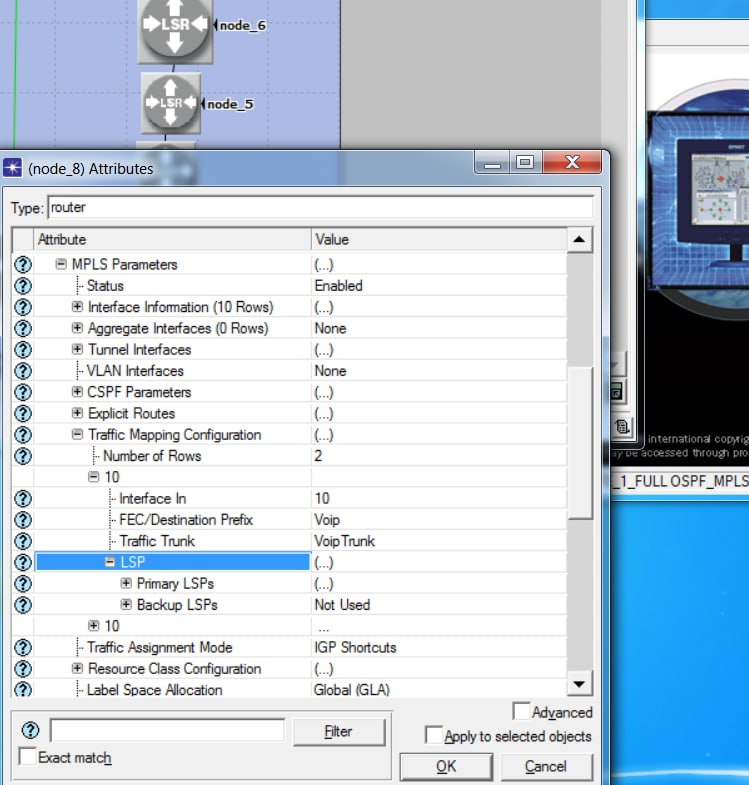 LSR
node_6
LSR
node_5
(node_8) Attributes
Type: router
Attribute Value
MPLS Parameters (...)
Status Enabled
Interface Information (10 Rows) (...)
Aggregate Interfaces (0 Rows) None
Tunnel Interfaces (...)
VLAN Interfaces None
CSPF Parameters (...)
Explicit Routes (...)
Traffic Mapping Configuration (...)
Number of Rows 2
10
Interface In 10
FEC/Destination Prefix Voip
Traffic Trunk VoipTrunk
LSP (...)
Primary LSPs (...)
Backup LSPs Not Used
10 ...
Traffic Assignment Mode IGP Shortcuts
Resource Class Configuration (...)
Label Space Allocation Global (GLA)
Advanced
Filter
Apply to selected objects
Exact match
OK Cancel
international copyrig
ay be accessed through pro
_1_FULL OSPF_MPLS